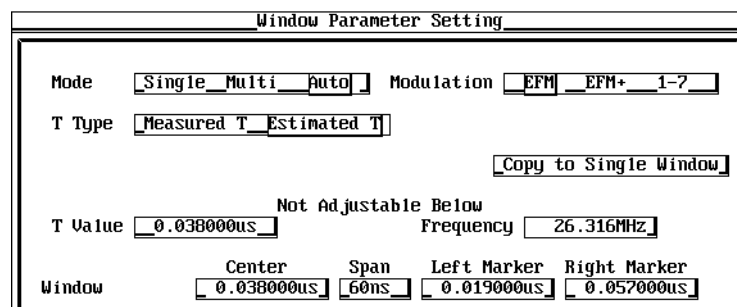 Window Parameter Setting
Mode Single Multi Auto Modulation EFM EFM+ 1-7
T Type Measured T Estimated T
Copy to Single Window
Not Adjustable Below
T Value 0.038000us Frequency 26.316MHz
Center Span Left Marker Right Marker
Window 0.038000us 60ns 0.019000us 0.057000us